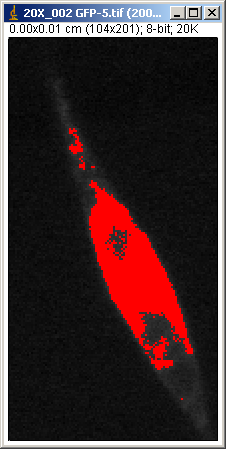 20X_002 GFP-5.tif (200...
0.00x0.01 cm (104x201); 8-bit; 20K